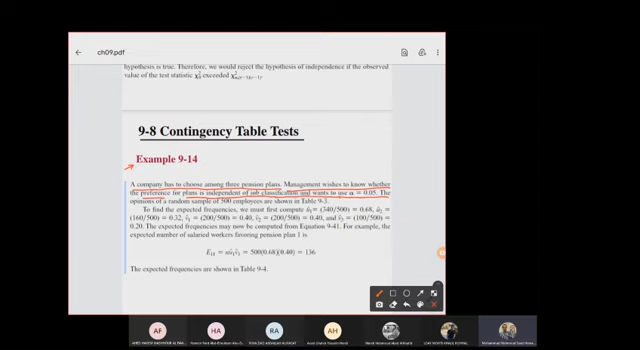 ch09.pdf
hypothesis is true. Therefore, we would reject the hypothesis of independence if the observed
value of the test statistic χ²₀ exceeded
9-8 Contingency Table Tests
Example 9-14
A company has to choose among three pension plans. Management wishes to know whether
the preference for plans is independent of job classification and wants to use α = 0.05. The
opinions of a random sample of 500 employees are shown in Table 9-3.
To find the expected frequencies, we must first compute û₁ = (340/500) = 0.68, û₂ =
(160/500) = 0.32, v̂₁ = (200/500) = 0.40, v̂₂ = (200/500) = 0.40, and v̂₃ = (100/500) =
0.20. The expected frequencies may now be computed from Equation 9-41. For example, the
expected number of salaried workers favoring pension plan 1 is
E₁₁ = nû₁v̂₁ = 500(0.68)(0.40) = 136
The expected frequencies are shown in Table 9-4.
AF
HA
RA
AH